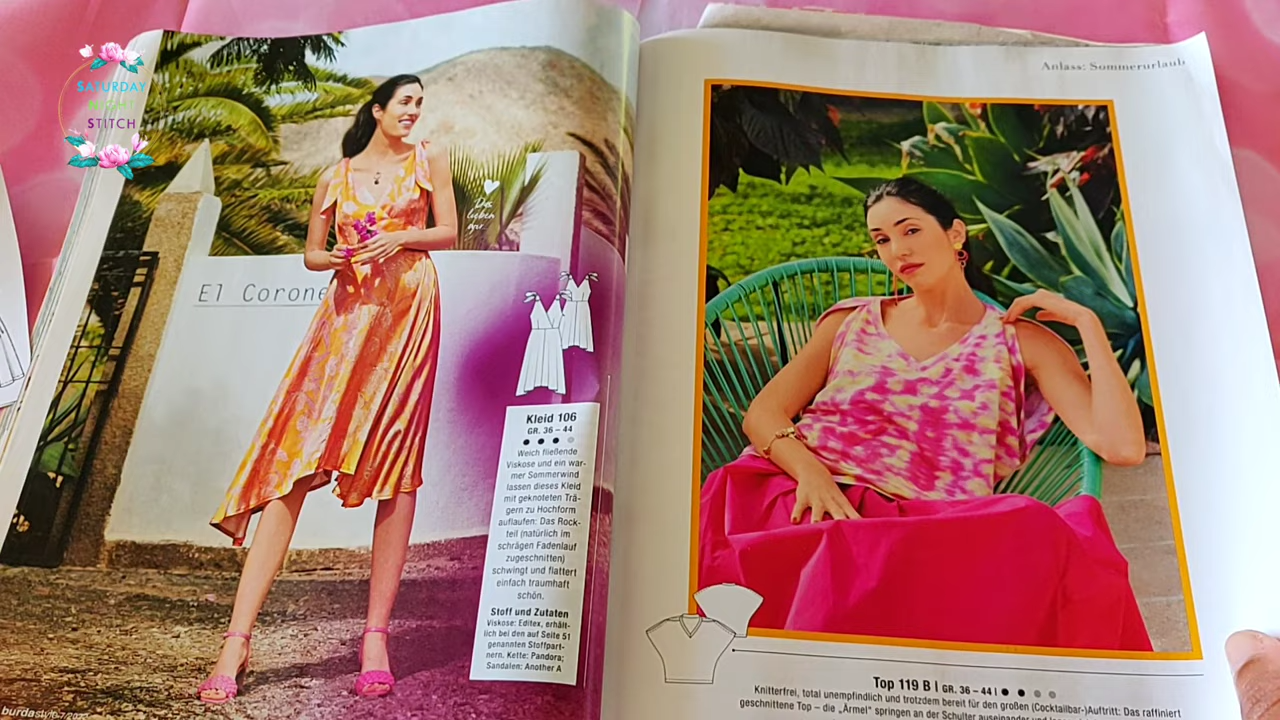 SATURDAY
NIGHT
STITCH
El Corone
Das
lieben
wir...
Kleid 106
GR. 36 – 44
Weich fließende
Viskose und ein war-
mer Sommerwind
lassen dieses Kleid
mit geknoteten Trä-
gern zu Hochform
auflaufen: Das Rock-
teil (natürlich im
schrägen Fadenlauf
zugeschnitten)
schwingt und flattert
einfach traumhaft
schön.
Stoff und Zutaten
Viskose: Editex, erhält-
lich bei den auf Seite 51
genannten Stoffpart-
nern. Kette: Pandora;
Sandalen: Another A
Anlass: Sommerurlaub
Top 119 B | GR. 36 – 44 |
Knitterfrei, total unempfindlich und trotzdem bereit für den großen (Cocktailbar-)Auftritt: Das raffiniert
geschnittene Top – die „Ärmel" springen an der Schulter auseinander und